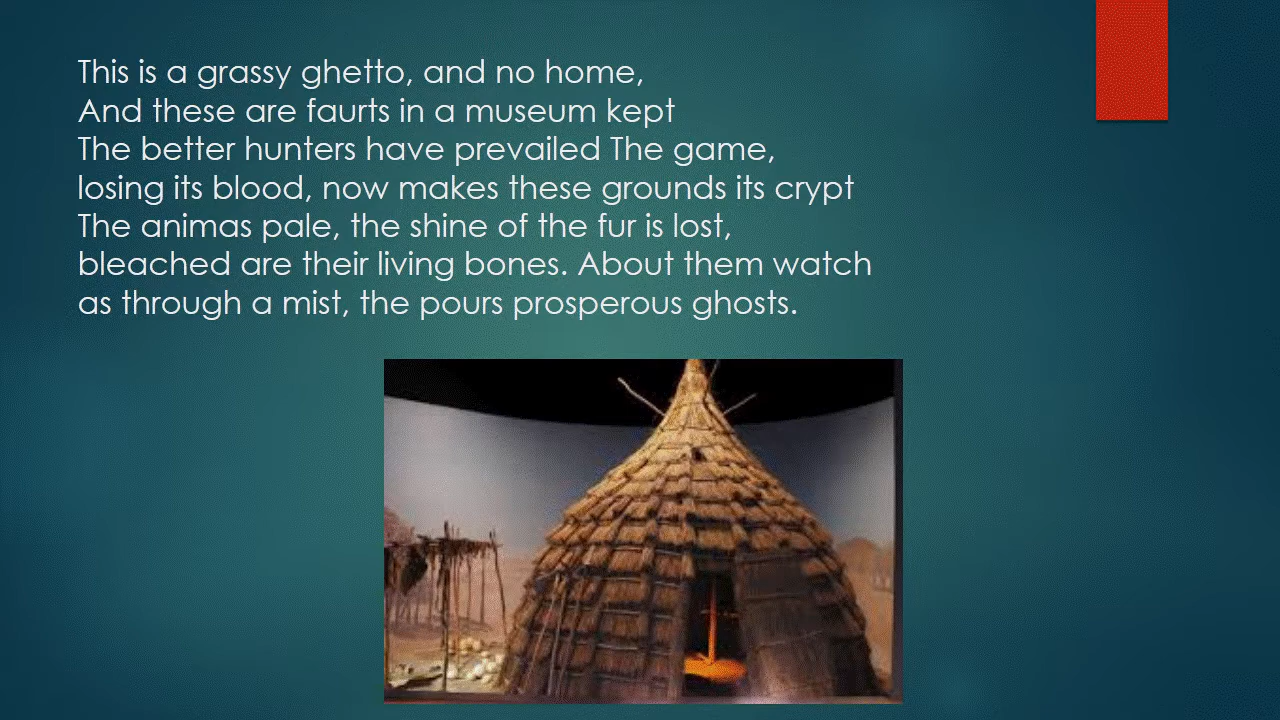 This is a grassy ghetto, and no home,
And these are faurts in a museum kept
The better hunters have prevailed The game,
losing its blood, now makes these grounds its crypt
The animas pale, the shine of the fur is lost,
bleached are their living bones. About them watch
as through a mist, the pours prosperous ghosts.